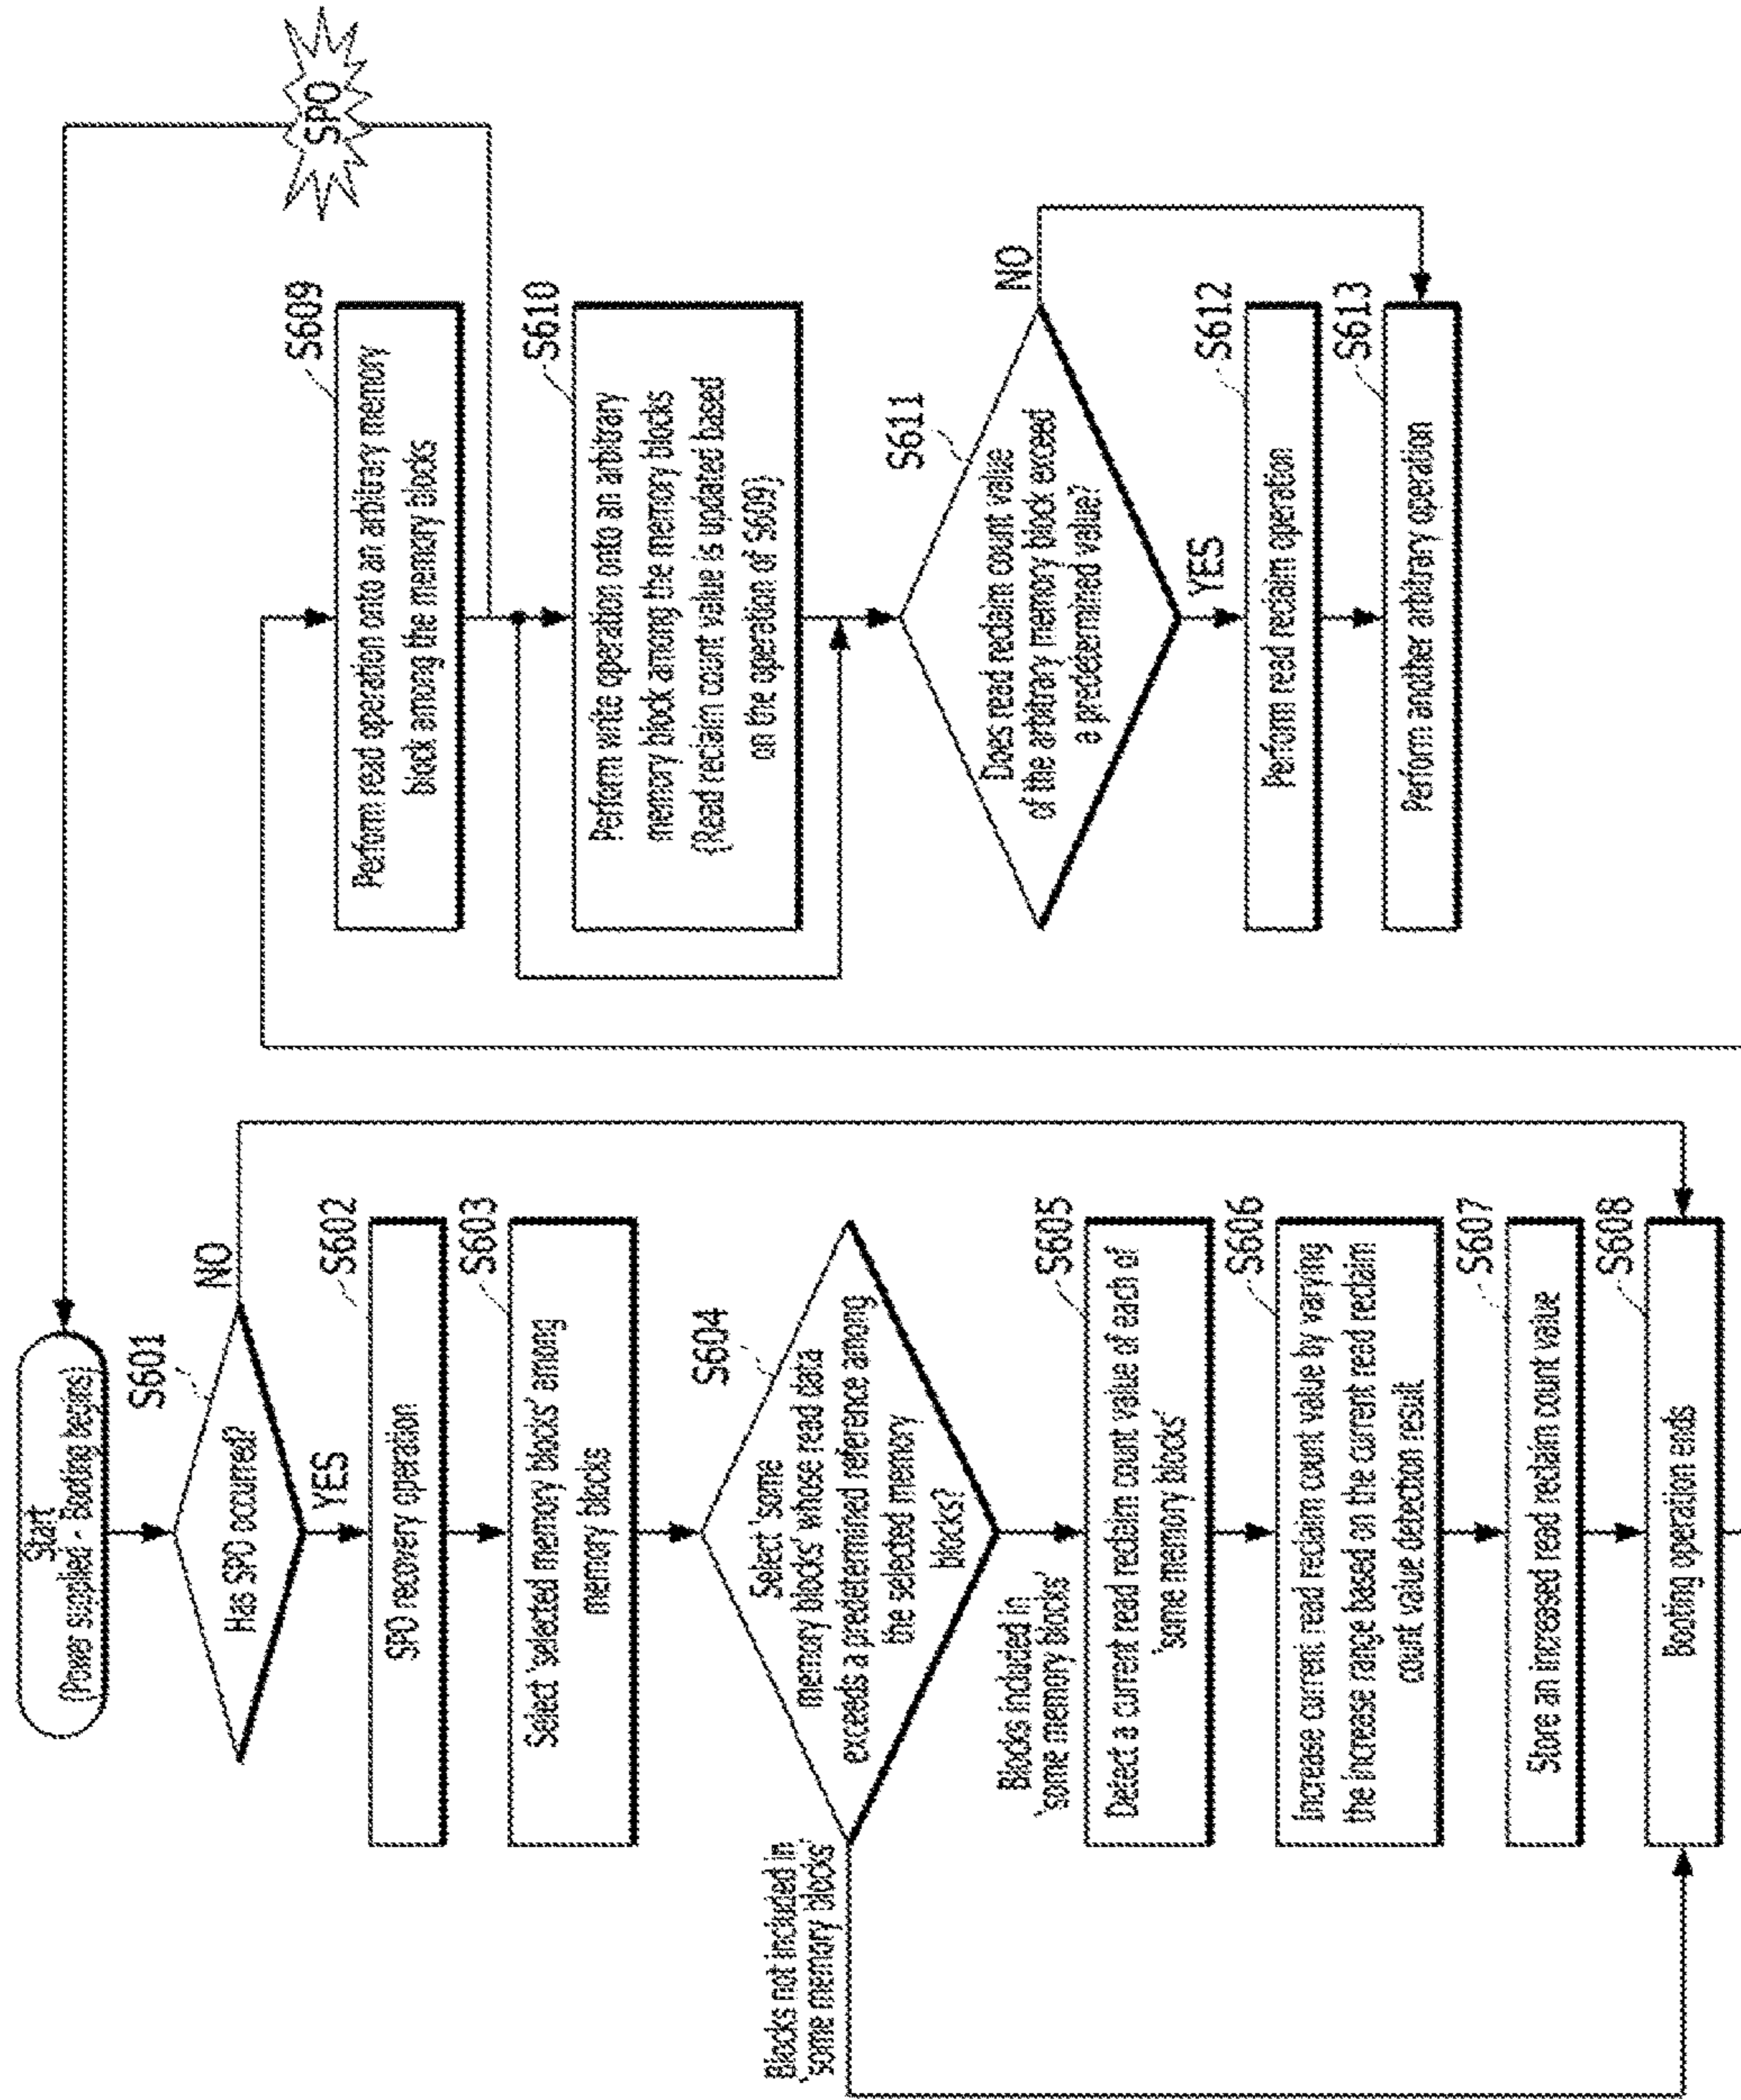 Start
(Power supplied - Booting begins)
S601
Has SPO occurred?
NO
YES
S602
SPO recovery operation
S603
Select 'selected memory blocks' among
memory blocks
S604
Select 'some
memory blocks' whose read data
exceeds a predetermined reference among
the selected memory
blocks?
Blocks not included in
'some memory blocks'
Blocks included in
'some memory blocks'
S605
Detect a current read reclaim count value of each of
'some memory blocks'
S606
Increase current read reclaim count value by varying
the increase range based on the current read reclaim
count value detection result
S607
Store an increased read reclaim count value
S608
Booting operation ends
SPO
S609
Perform read operation onto an arbitrary memory
block among the memory blocks
S610
Perform write operation onto an arbitrary
memory block among the memory blocks
(Read reclaim count value is updated based
on the operation of S609)
S611
Does read reclaim count value
of the arbitrary memory block exceed
a predetermined value?
NO
YES
S612
Perform read reclaim operation
S613
Perform another arbitrary operation